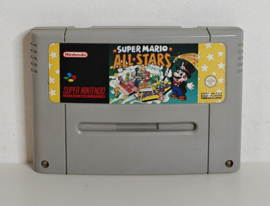 Nintendo
SUPER MARIO
ALL-STARS
SUPER NINTENDO